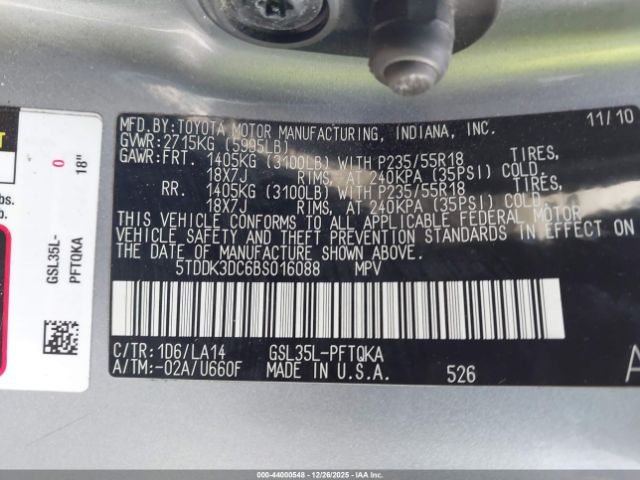 MFD.BY:TOYOTA MOTOR MANUFACTURING, INDIANA, INC. 11/10
GVWR:2715KG (5985LB)
GAWR:FRT. 1405KG (3100LB) WITH P235/55R18 TIRES,
18X7J RIMS, AT 240KPA (35PSI) COLD.
RR. 1405KG (3100LB) WITH P235/55R18 TIRES,
18X7J RIMS, AT 240KPA (35PSI) COLD.
THIS VEHICLE CONFORMS TO ALL APPLICABLE FEDERAL MOTOR
VEHICLE SAFETY AND THEFT PREVENTION STANDARDS IN EFFECT ON
THE DATE OF MANUFACTURE SHOWN ABOVE.
5TDDK3DC6BS016088 MPV
C/TR:1D6/LA14 GSL35L-PFTQKA
A/TM:-02A/U660F MADE IN U.S.A. 526
GSL35L-
PFTQKA
0
18"
lbs.
lb.
000-44000548 | 12/26/2025 | IAAI.COM